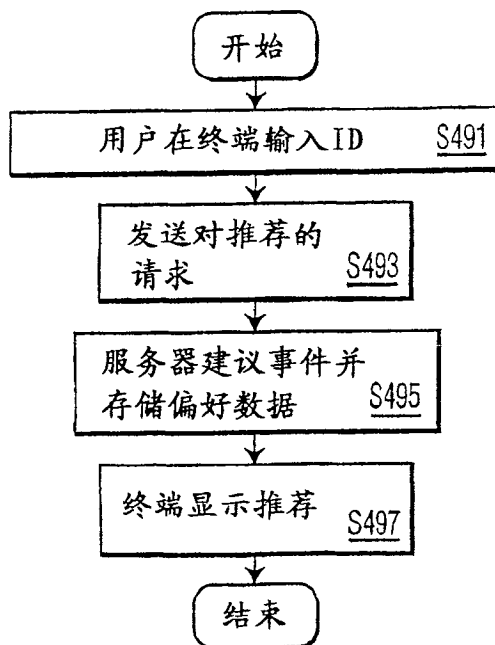 开始
用户在终端输入ID S491
发送对推荐的
请求 S493
服务器建议事件并
存储偏好数据 S495
终端显示推荐 S497
结束